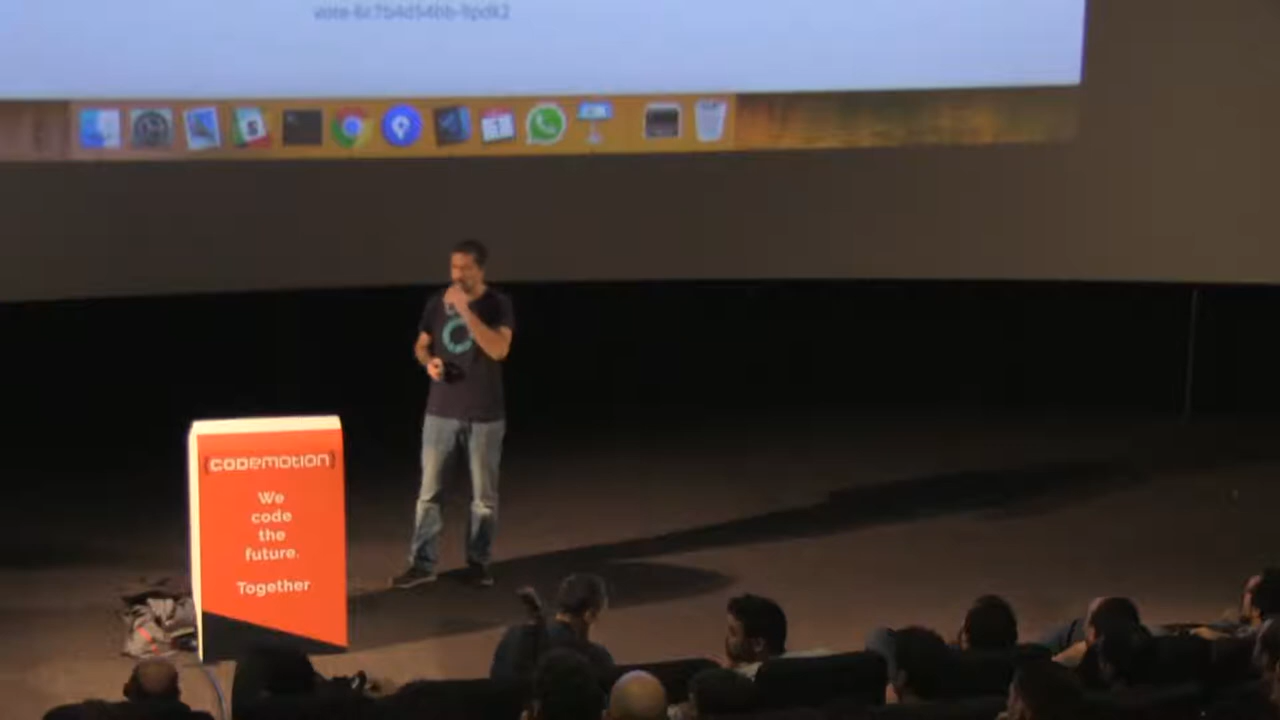 {codemotion}
We
code
the
future.
Together